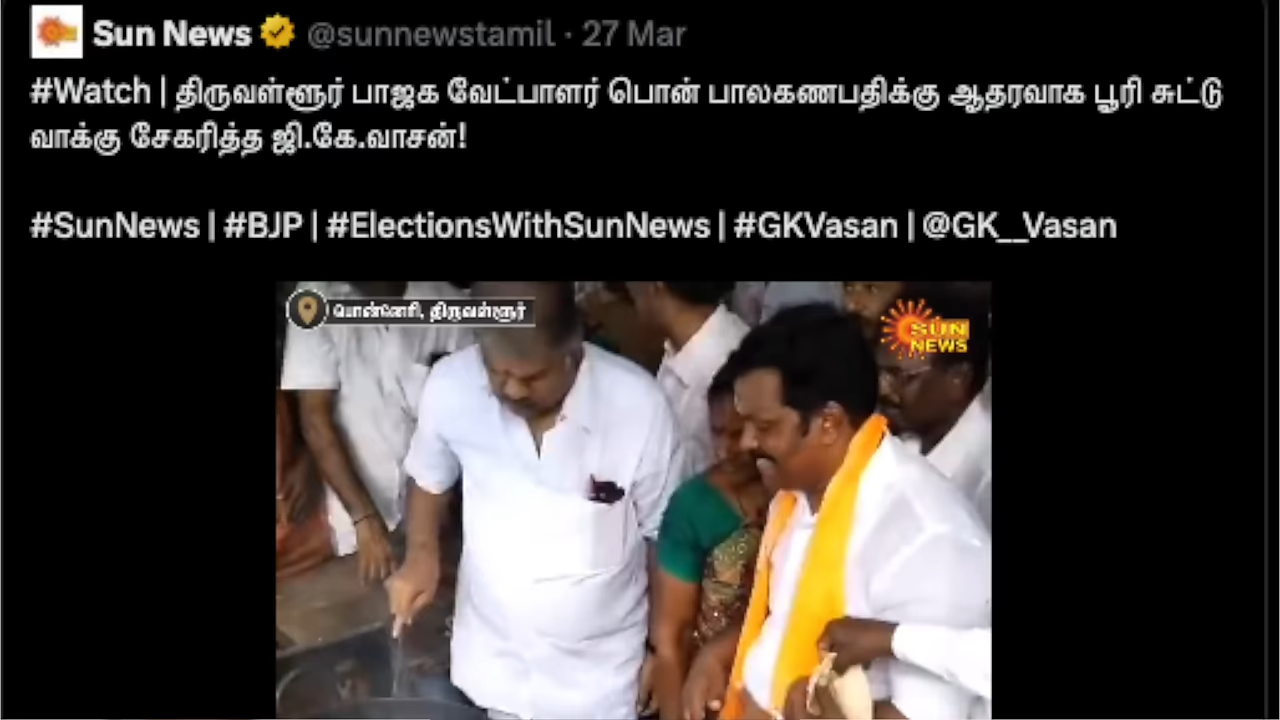 Sun News @sunnewstamil · 27 Mar
#Watch | திருவள்ளூர் பாஜக வேட்பாளர் பொன் பாலகணபதிக்கு ஆதரவாக பூரி சுட்டு
வாக்கு சேகரித்த ஜி.கே.வாசன்!
#SunNews | #BJP | #ElectionsWithSunNews | #GKVasan | @GK__Vasan
பொன்னேரி, திருவள்ளூர்
SUN
NEWS